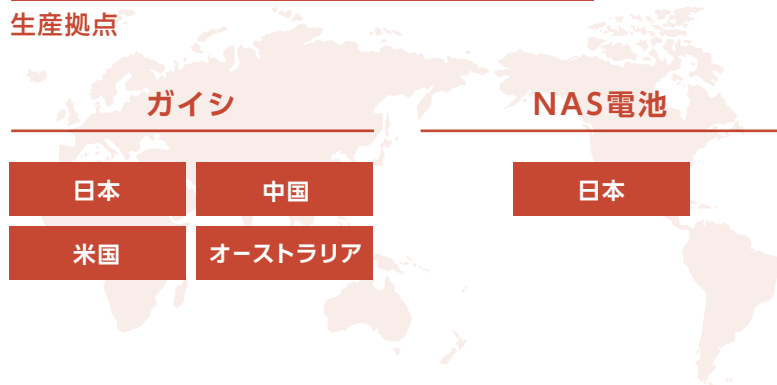 生産拠点
ガイシ
日本
中国
米国
オーストラリア
NAS電池
日本